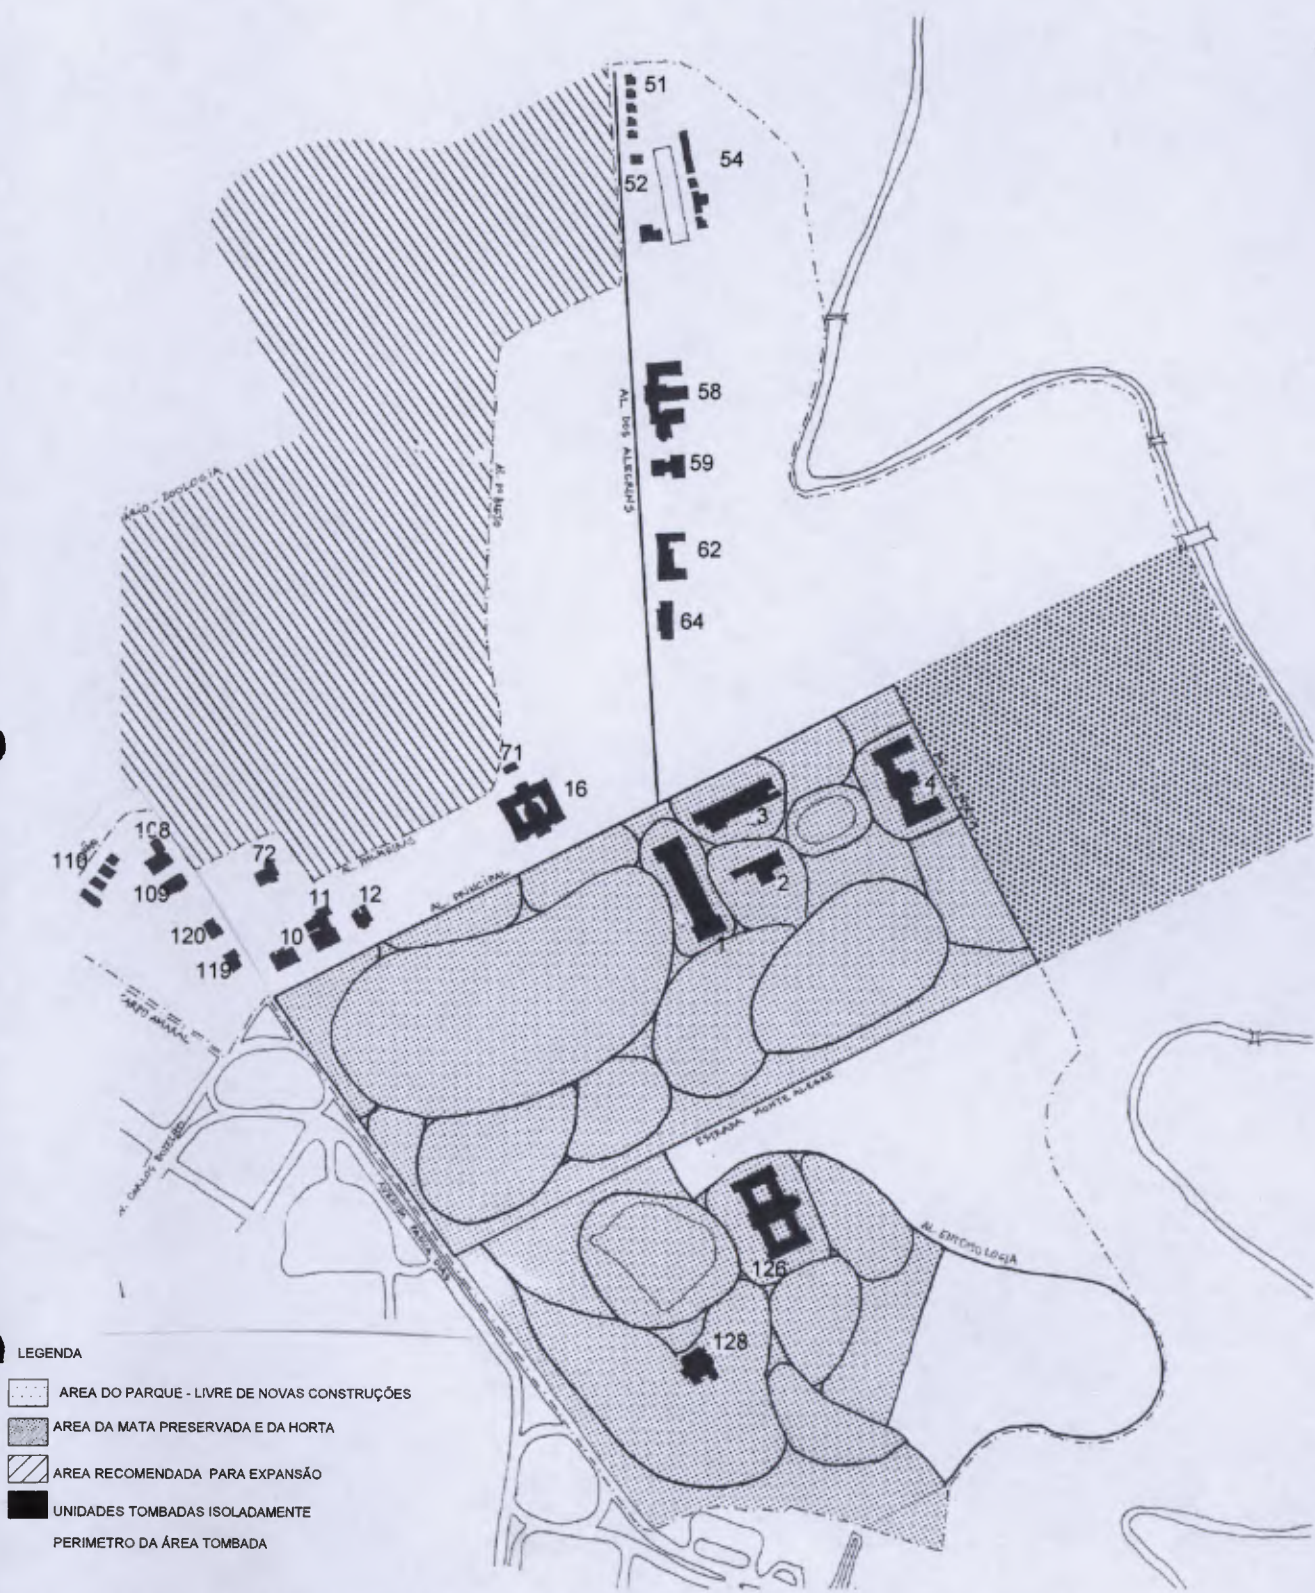 51
54
52
58
AL. DOS ALECRINS
59
62
64
71
16
3
4
2
1
108
110
109
72
11
12
10
120
119
AL. PRINCIPAL
ESTRADA MONTE ALEGRE
AV. CARLOS BOTELHO
AL. ENTOMOLOGIA
126
128
LEGENDA
AREA DO PARQUE - LIVRE DE NOVAS CONSTRUÇÕES
AREA DA MATA PRESERVADA E DA HORTA
AREA RECOMENDADA PARA EXPANSÃO
UNIDADES TOMBADAS ISOLADAMENTE
PERIMETRO DA ÁREA TOMBADA